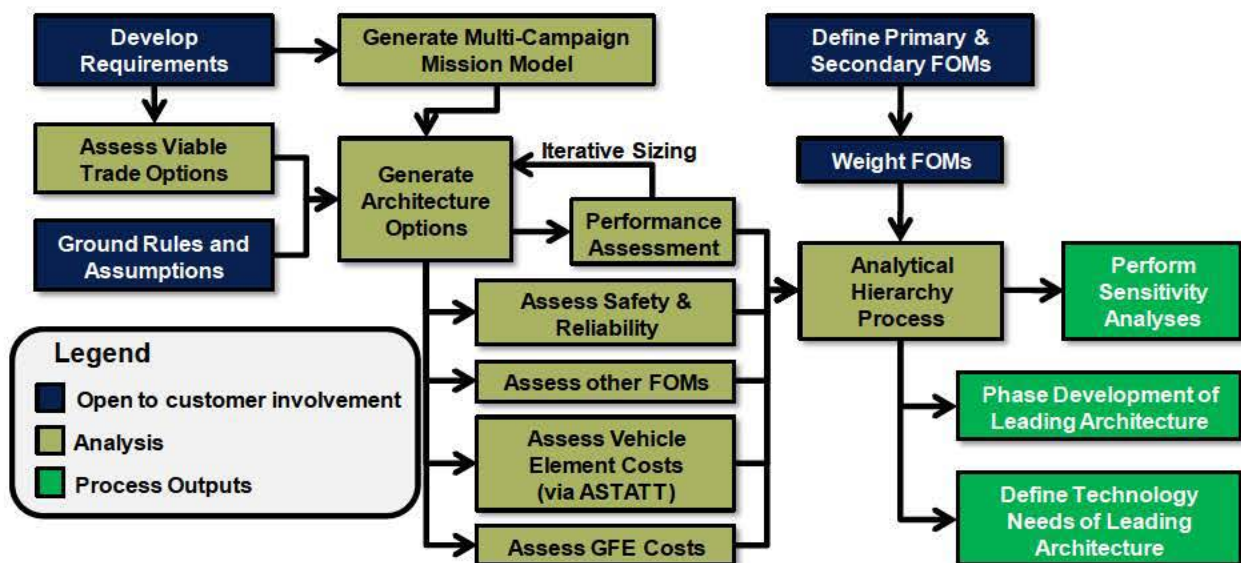 Develop
Requirements
Generate Multi-Campaign
Mission Model
Define Primary &
Secondary FOMs
Assess Viable
Trade Options
Generate
Architecture
Options
Iterative Sizing
Weight FOMs
Ground Rules and
Assumptions
Performance
Assessment
Analytical
Hierarchy
Process
Perform
Sensitivity
Analyses
Assess Safety &
Reliability
Assess other FOMs
Assess Vehicle
Element Costs
(via ASTATT)
Assess GFE Costs
Phase Development of
Leading Architecture
Define Technology
Needs of Leading
Architecture
Legend
Open to customer involvement
Analysis
Process Outputs